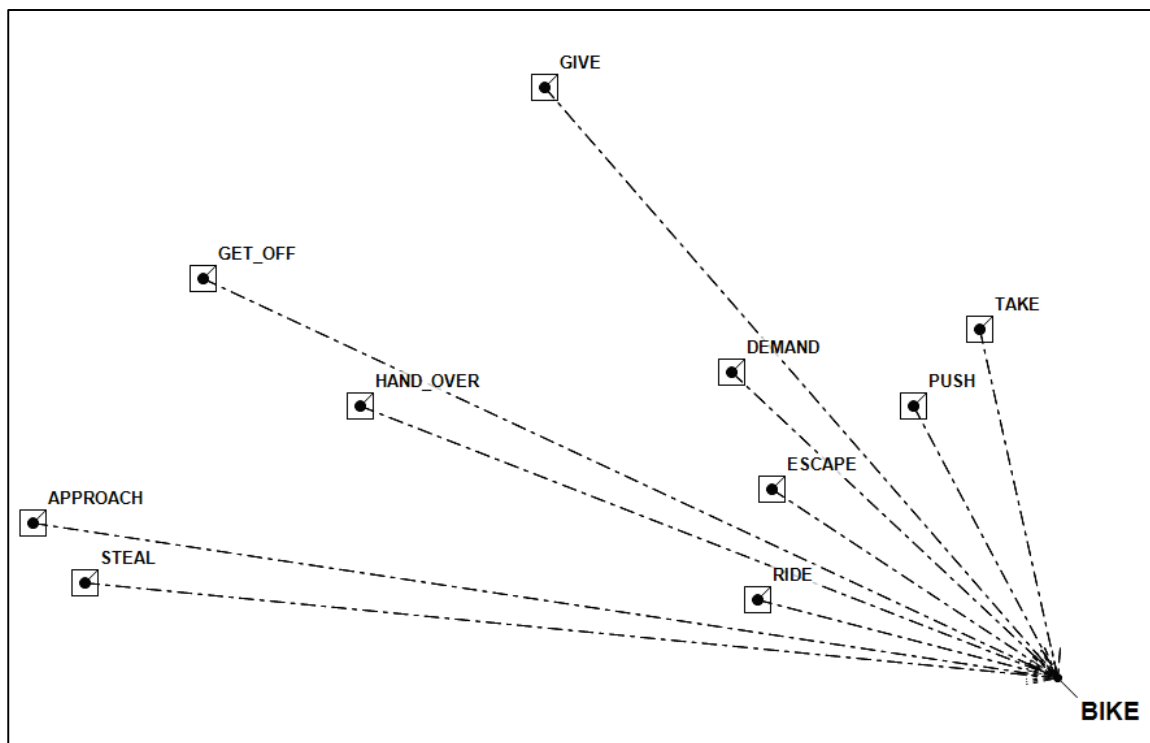 GIVE
GET_OFF
TAKE
DEMAND
HAND_OVER
PUSH
ESCAPE
APPROACH
STEAL
RIDE
BIKE